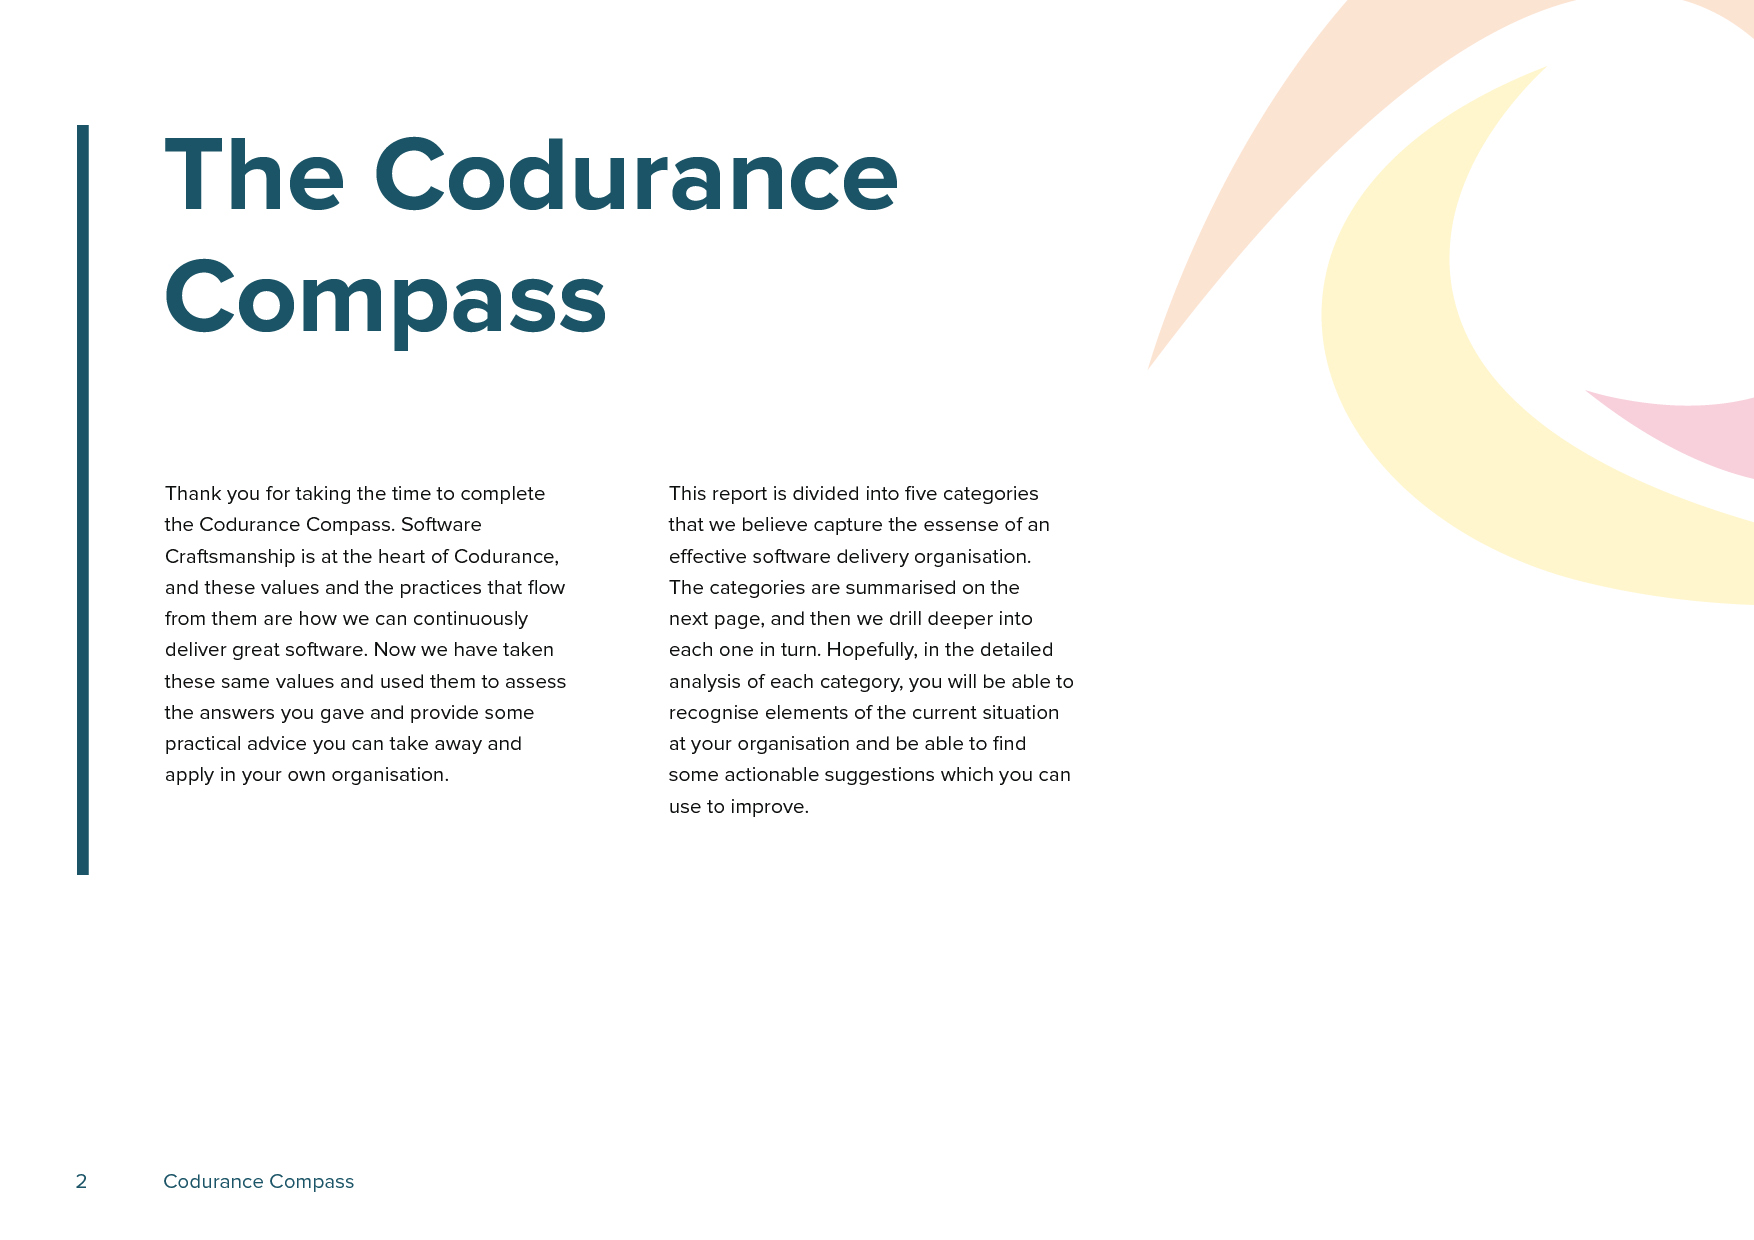 The Codurance
Compass
Thank you for taking the time to complete
the Codurance Compass. Software
Craftsmanship is at the heart of Codurance,
and these values and the practices that flow
from them are how we can continuously
deliver great software. Now we have taken
these same values and used them to assess
the answers you gave and provide some
practical advice you can take away and
apply in your own organisation.
This report is divided into five categories
that we believe capture the essense of an
effective software delivery organisation.
The categories are summarised on the
next page, and then we drill deeper into
each one in turn. Hopefully, in the detailed
analysis of each category, you will be able to
recognise elements of the current situation
at your organisation and be able to find
some actionable suggestions which you can
use to improve.
2
Codurance Compass